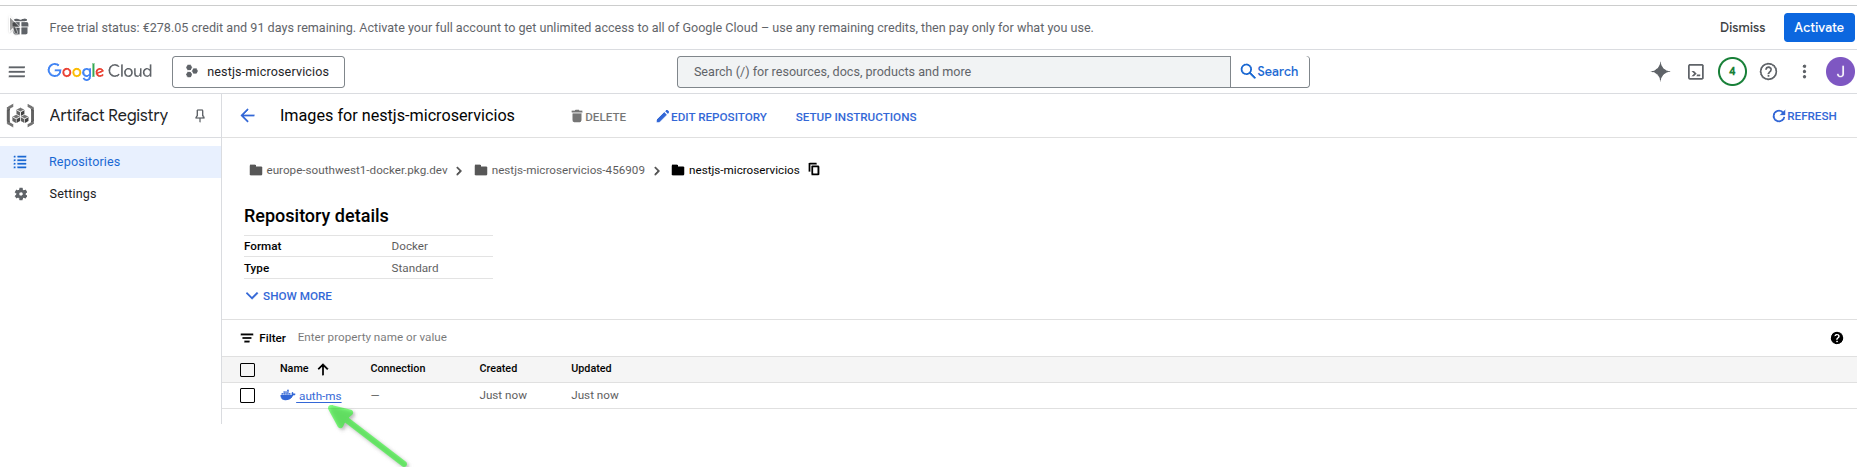 Free trial status: €278.05 credit and 91 days remaining. Activate your full account to get unlimited access to all of Google Cloud – use any remaining credits, then pay only for what you use.
Dismiss
Activate
Google Cloud
nestjs-microservicios
Search (/) for resources, docs, products and more
Search
4
J
Artifact Registry
Images for nestjs-microservicios
DELETE
EDIT REPOSITORY
SETUP INSTRUCTIONS
REFRESH
Repositories
Settings
europe-southwest1-docker.pkg.dev
nestjs-microservicios-456909
nestjs-microservicios
Repository details
Format Docker
Type Standard
SHOW MORE
Filter Enter property name or value
Name Connection Created Updated
auth-ms — Just now Just now